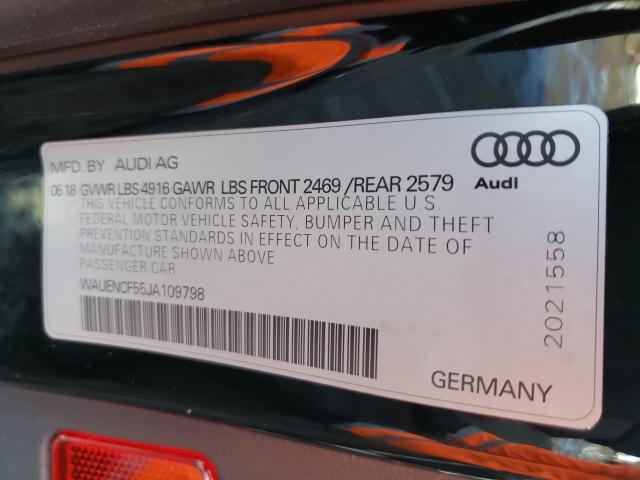 MFD. BY AUDI AG
05 18 GVWR LBS 4916 GAWR LBS FRONT 2469 /REAR 2579
THIS VEHICLE CONFORMS TO ALL APPLICABLE U S.
FEDERAL MOTOR VEHICLE SAFETY, BUMPER AND THEFT
PREVENTION STANDARDS IN EFFECT ON THE DATE OF
MANUFACTURE SHOWN ABOVE
PASSENGER CAR
WAUENCF55JA109798
Audi
2021558
GERMANY